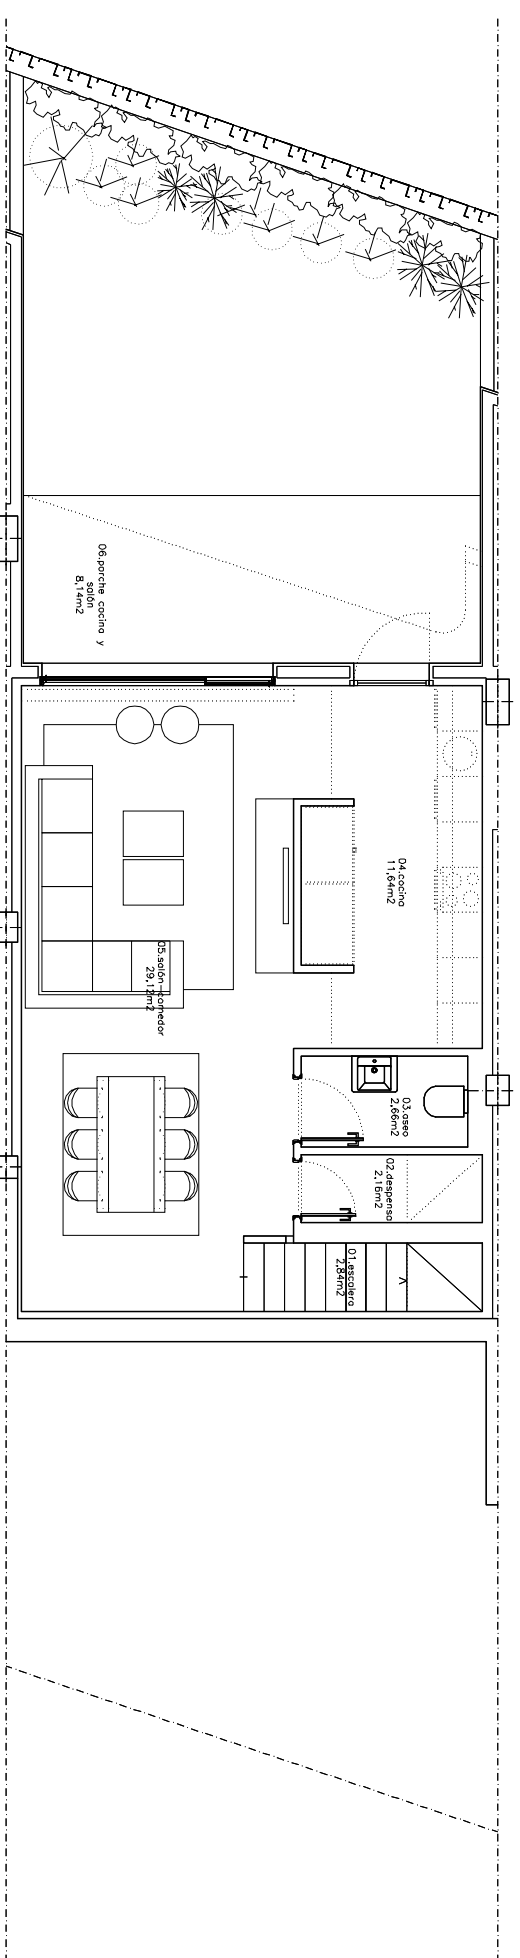 06.porche cocina y
salón
8,14m2
04.cocina
11,64m2
05.salón-comedor
29,12m2
03.aseo
2,66m2
02.despensa
2,16m2
01.escalera
2,84m2